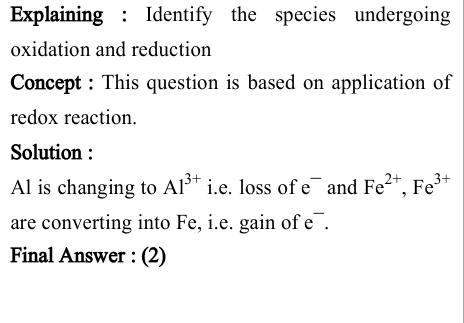 Explaining : Identify the species undergoing
oxidation and reduction
Concept : This question is based on application of
redox reaction.
Solution :
Al is changing to Al³⁺ i.e. loss of e⁻ and Fe²⁺, Fe³⁺
are converting into Fe, i.e. gain of e⁻.
Final Answer : (2)